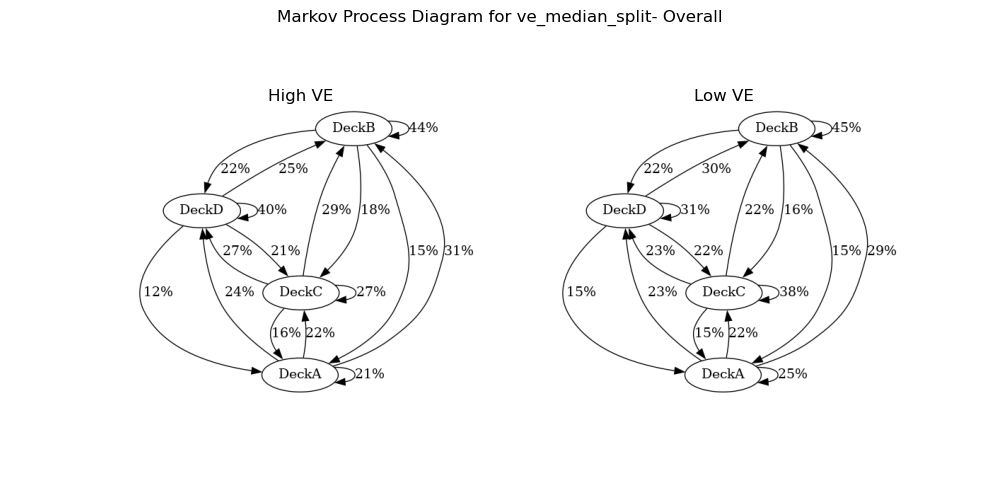 Markov Process Diagram for ve_median_split- Overall
High VE
DeckB
44%
22%
25%
DeckD
40%
29%
18%
27%
21%
15%
31%
12%
24%
DeckC
27%
16%
22%
DeckA
21%
Low VE
DeckB
45%
22%
30%
DeckD
31%
22%
16%
23%
22%
15%
29%
15%
23%
DeckC
38%
15%
22%
DeckA
25%